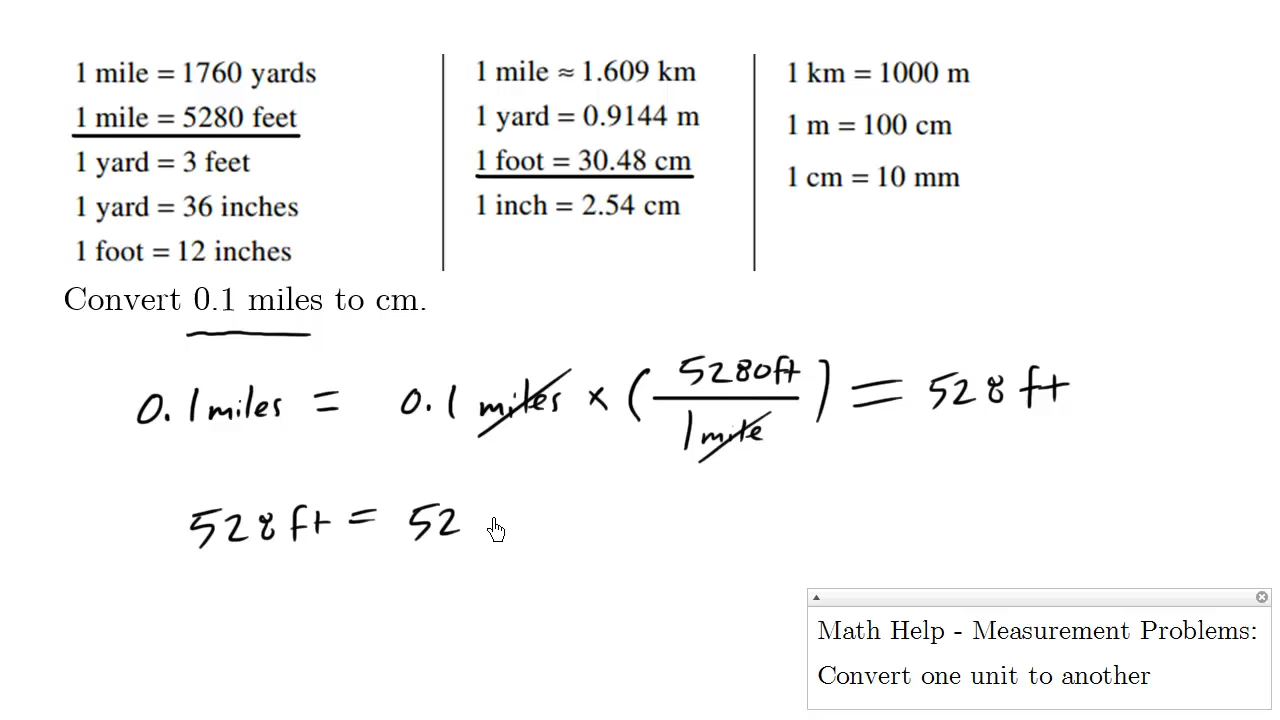 1 mile = 1760 yards
1 mile = 5280 feet
1 yard = 3 feet
1 yard = 36 inches
1 foot = 12 inches
1 mile ≈ 1.609 km
1 yard = 0.9144 m
1 foot = 30.48 cm
1 inch = 2.54 cm
1 km = 1000 m
1 m = 100 cm
1 cm = 10 mm
Convert 0.1 miles to cm.
0.1 miles = 0.1 miles × (5280ft / 1 mile) = 528 ft
528 ft = 52
Math Help - Measurement Problems:
Convert one unit to another